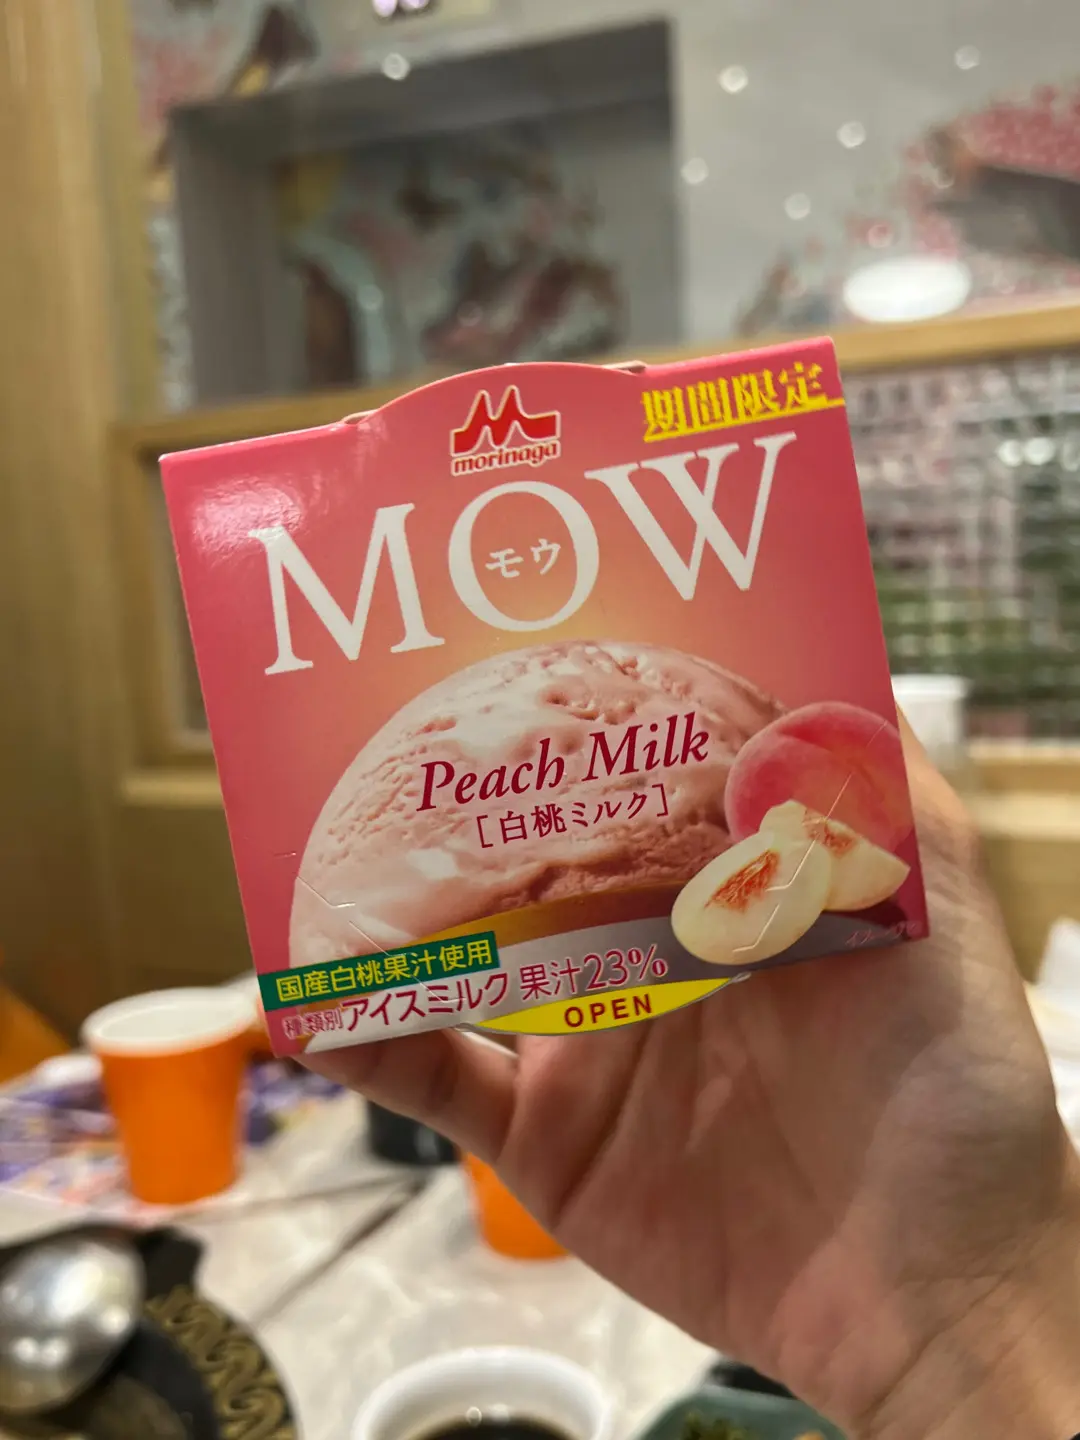 morinaga
期間限定
MOW
モウ
Peach Milk
[白桃ミルク]
国産白桃果汁使用
種類別アイスミルク 果汁23%
OPEN